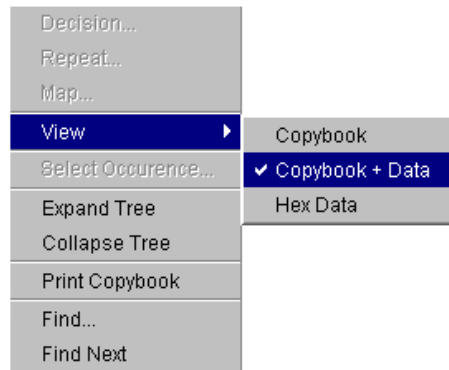 Decision...
Repeat...
Map...
View
Copybook
Copybook + Data
Hex Data
Select Occurence...
Expand Tree
Collapse Tree
Print Copybook
Find...
Find Next